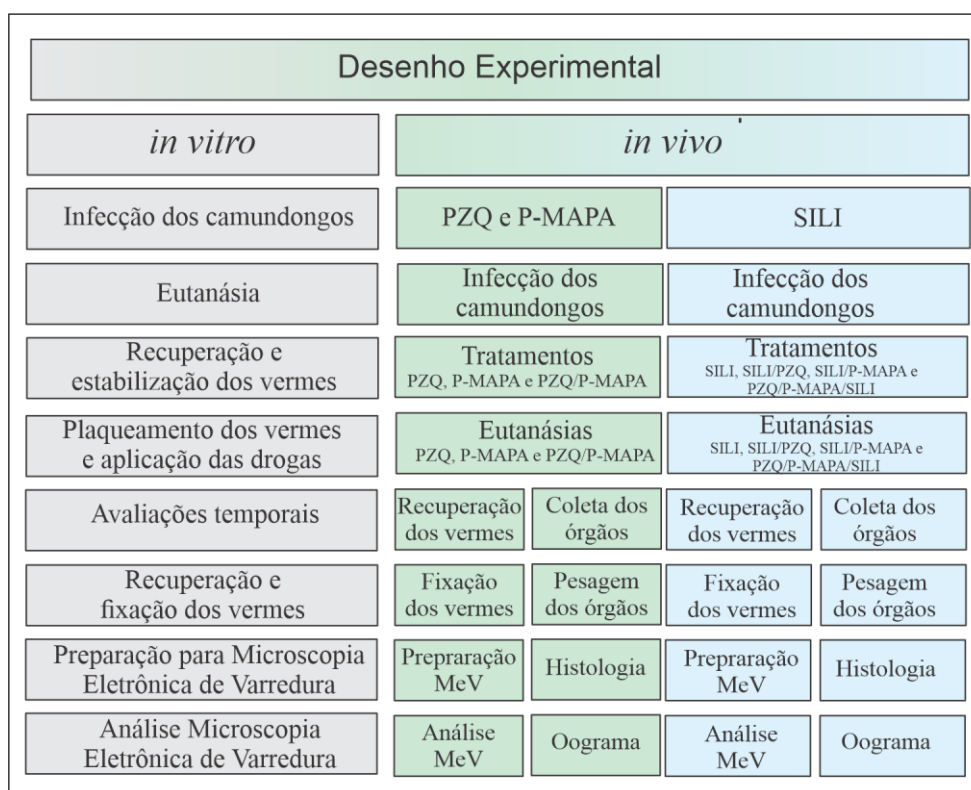 Desenho Experimental
in vitro
in vivo
Infecção dos camundongos
PZQ e P-MAPA
SILI
Eutanásia
Infecção dos
camundongos
Infecção dos
camundongos
Recuperação e
estabilização dos vermes
Tratamentos
PZQ, P-MAPA e PZQ/P-MAPA
Tratamentos
SILI, SILI/PZQ, SILI/P-MAPA e
PZQ/P-MAPA/SILI
Plaqueamento dos vermes
e aplicação das drogas
Eutanásias
PZQ, P-MAPA e PZQ/P-MAPA
Eutanásias
SILI, SILI/PZQ, SILI/P-MAPA e
PZQ/P-MAPA/SILI
Avaliações temporais
Recuperação
dos vermes
Coleta dos
órgãos
Recuperação
dos vermes
Coleta dos
órgãos
Recuperação e
fixação dos vermes
Fixação
dos vermes
Pesagem
dos órgãos
Fixação
dos vermes
Pesagem
dos órgãos
Preparação para Microscopia
Eletrônica de Varredura
Prepraração
MeV
Histologia
Prepraração
MeV
Histologia
Análise Microscopia
Eletrônica de Varredura
Análise
MeV
Oograma
Análise
MeV
Oograma